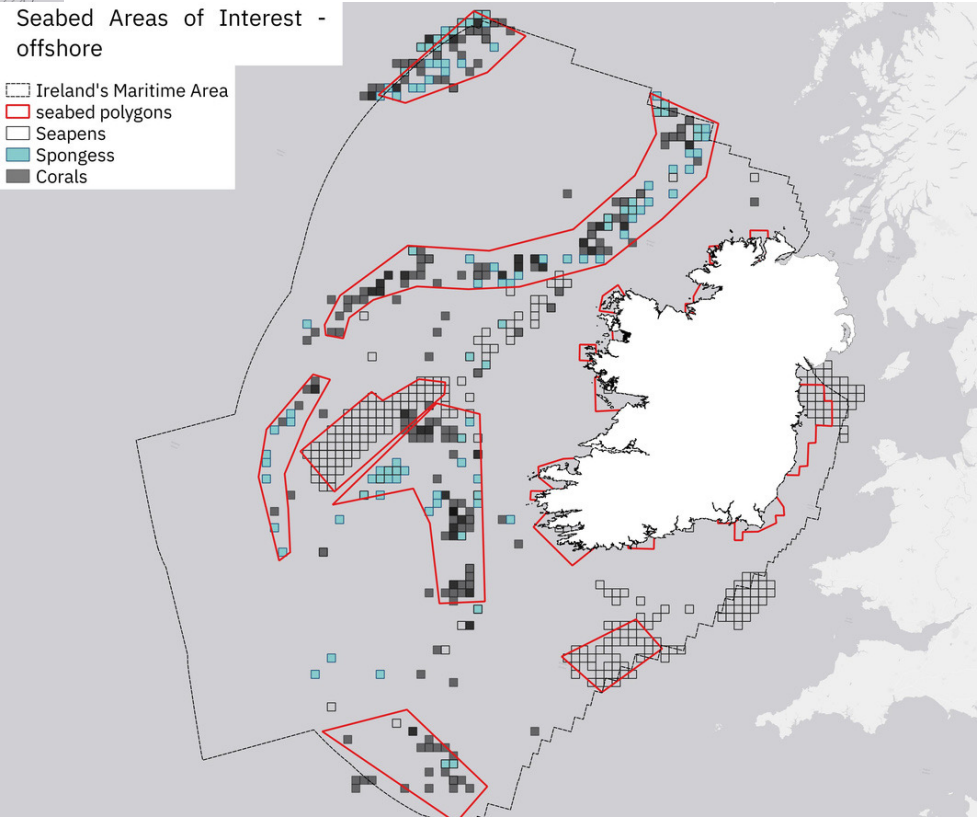 Seabed Areas of Interest -
offshore
Ireland's Maritime Area
seabed polygons
Seapens
Spongess
Corals